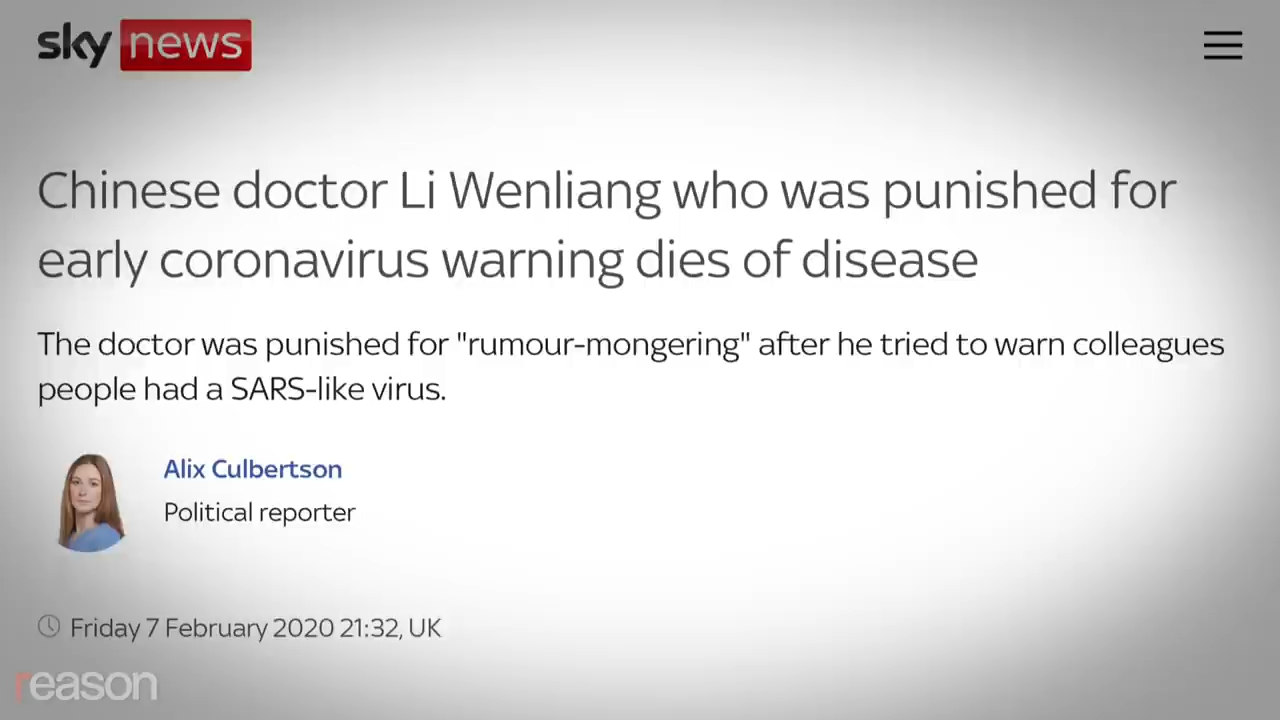 sky news
Chinese doctor Li Wenliang who was punished for
early coronavirus warning dies of disease
The doctor was punished for "rumour-mongering" after he tried to warn colleagues
people had a SARS-like virus.
Alix Culbertson
Political reporter
Friday 7 February 2020 21:32, UK
reason